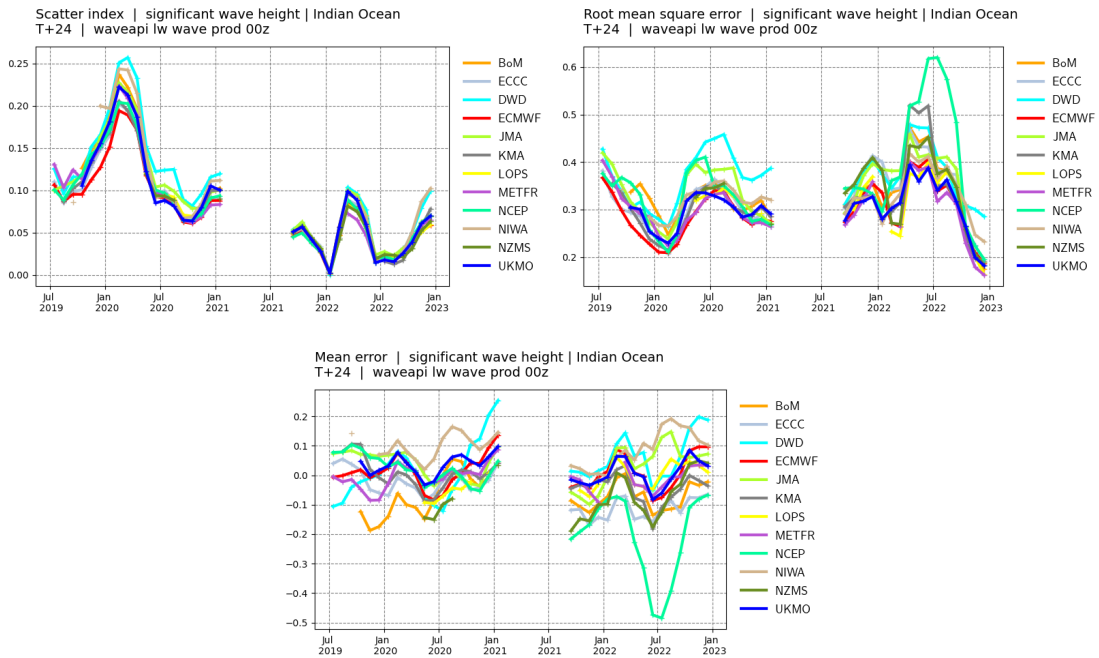 Scatter index | significant wave height | Indian Ocean
T+24 | waveapi lw wave prod 00z
0.25
0.20
0.15
0.10
0.05
0.00
Jul Jan Jul Jan Jul Jan Jul Jan
2019 2020 2020 2021 2021 2022 2022 2023
BoM
ECCC
DWD
ECMWF
JMA
KMA
LOPS
METFR
NCEP
NIWA
NZMS
UKMO
Root mean square error | significant wave height | Indian Ocean
T+24 | waveapi lw wave prod 00z
0.6
0.5
0.4
0.3
0.2
Jul Jan Jul Jan Jul Jan Jul Jan
2019 2020 2020 2021 2021 2022 2022 2023
BoM
ECCC
DWD
ECMWF
JMA
KMA
LOPS
METFR
NCEP
NIWA
NZMS
UKMO
Mean error | significant wave height | Indian Ocean
T+24 | waveapi lw wave prod 00z
0.2
0.1
0.0
−0.1
−0.2
−0.3
−0.4
−0.5
Jul Jan Jul Jan Jul Jan Jul Jan
2019 2020 2020 2021 2021 2022 2022 2023
BoM
ECCC
DWD
ECMWF
JMA
KMA
LOPS
METFR
NCEP
NIWA
NZMS
UKMO